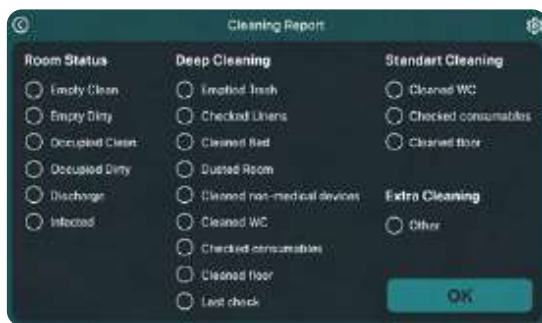 Cleaning Report
Room Status
Empty Clean
Empty Dirty
Occupied Clean
Occupied Dirty
Discharge
Infected
Deep Cleaning
Emptied Trash
Checked Linens
Cleaned Bed
Dusted Room
Cleaned non-medical devices
Cleaned WC
Checked consumables
Cleaned floor
Last check
Standart Cleaning
Cleaned WC
Checked consumables
Cleaned floor
Extra Cleaning
Other
OK